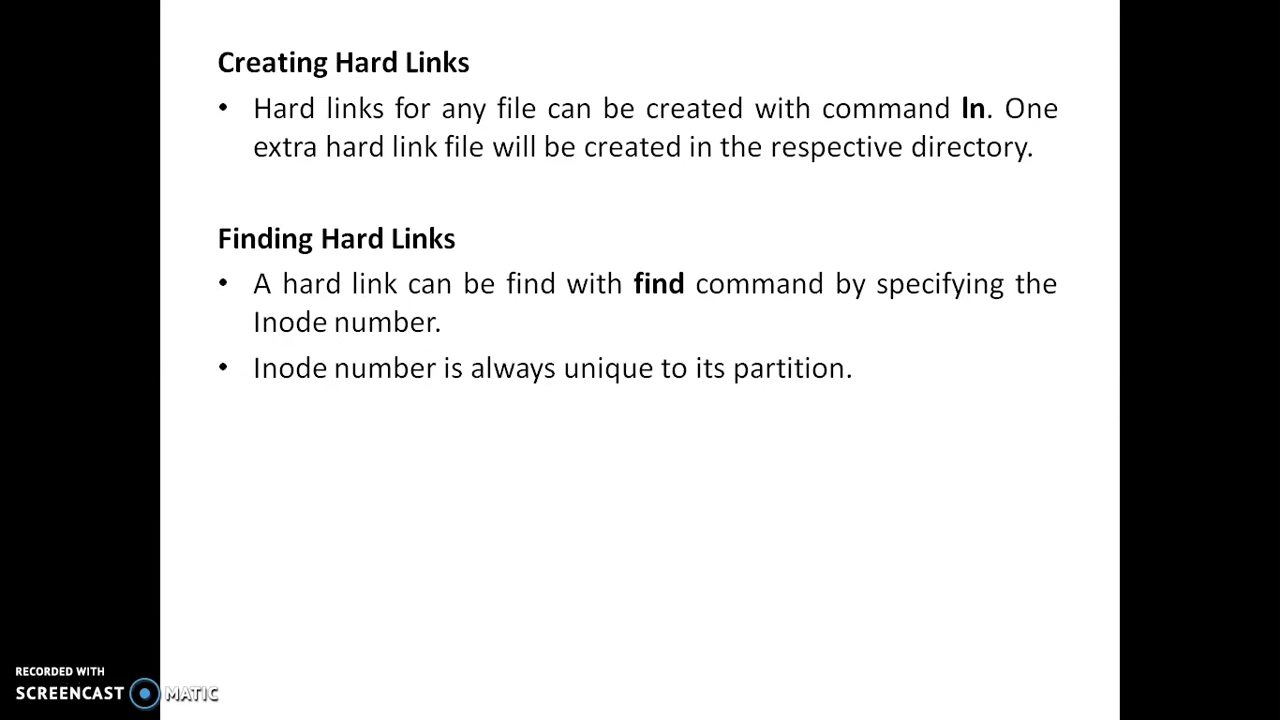 Creating Hard Links
• Hard links for any file can be created with command ln. One
extra hard link file will be created in the respective directory.
Finding Hard Links
• A hard link can be find with find command by specifying the
Inode number.
• Inode number is always unique to its partition.
RECORDED WITH
SCREENCAST MATIC